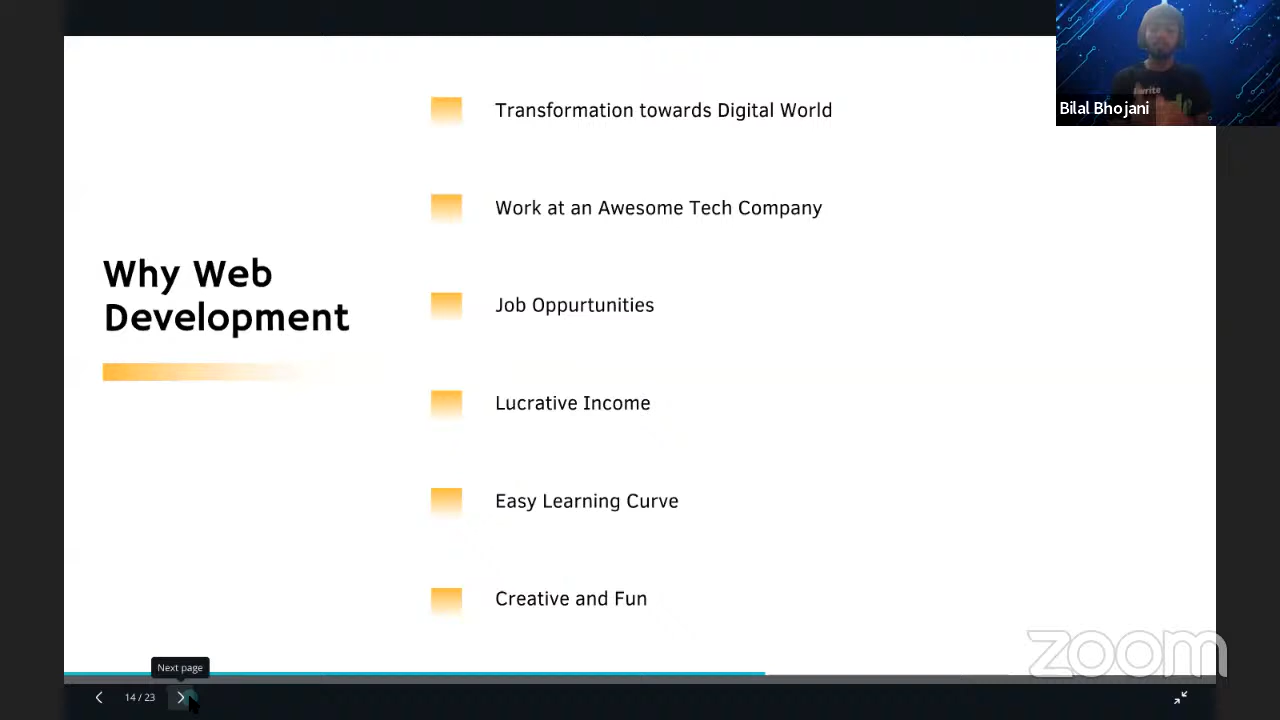 Transformation towards Digital World
Work at an Awesome Tech Company
Why Web
Development
Job Oppurtunities
Lucrative Income
Easy Learning Curve
Creative and Fun
Bilal Bhojani
zoom
Next page
14 / 23